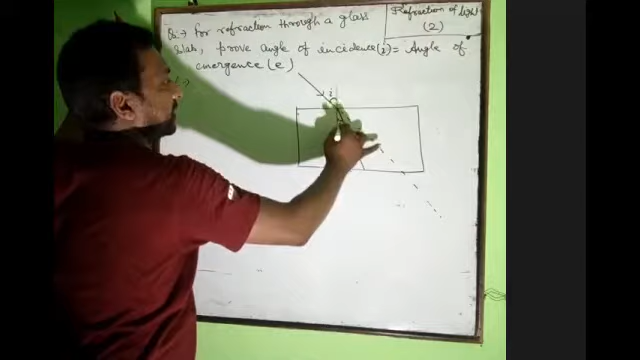 Q:→ For refraction through a glass
slab, prove angle of incidence (i) = Angle of
emergence (e)
Refraction of light
(2)
i